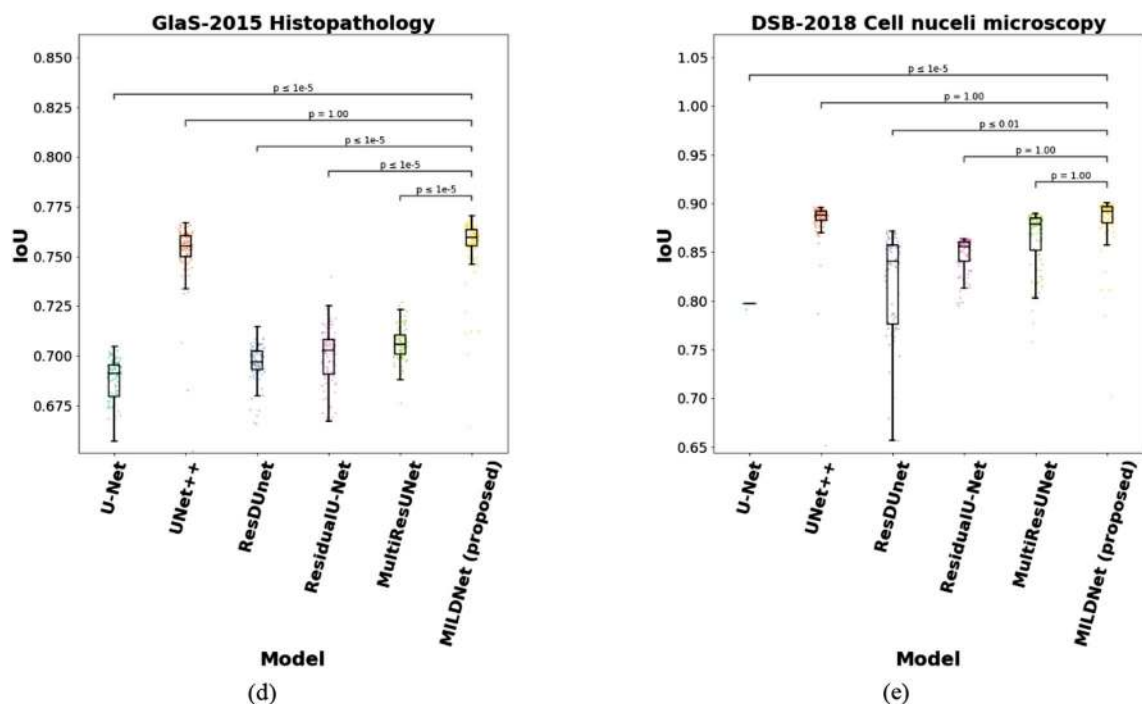 GlaS-2015 Histopathology
0.850
0.825
0.800
0.775
0.750
0.725
0.700
0.675
IoU
p ≤ 1e-5
p = 1.00
p ≤ 1e-5
p ≤ 1e-5
p ≤ 1e-5
U-Net
UNet++
ResDUnet
ResidualU-Net
MultiResUNet
MILDNet (proposed)
Model
(d)
DSB-2018 Cell nuceli microscopy
1.05
1.00
0.95
0.90
0.85
0.80
0.75
0.70
0.65
IoU
p ≤ 1e-5
p = 1.00
p ≤ 0.01
p = 1.00
p = 1.00
U-Net
UNet++
ResDUnet
ResidualU-Net
MultiResUNet
MILDNet (proposed)
Model
(e)